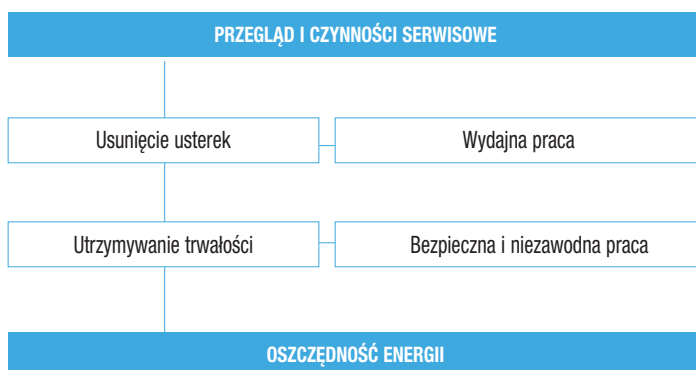 PRZEGLĄD I CZYNNOŚCI SERWISOWE
Usunięcie usterek
Wydajna praca
Utrzymywanie trwałości
Bezpieczna i niezawodna praca
OSZCZĘDNOŚĆ ENERGII